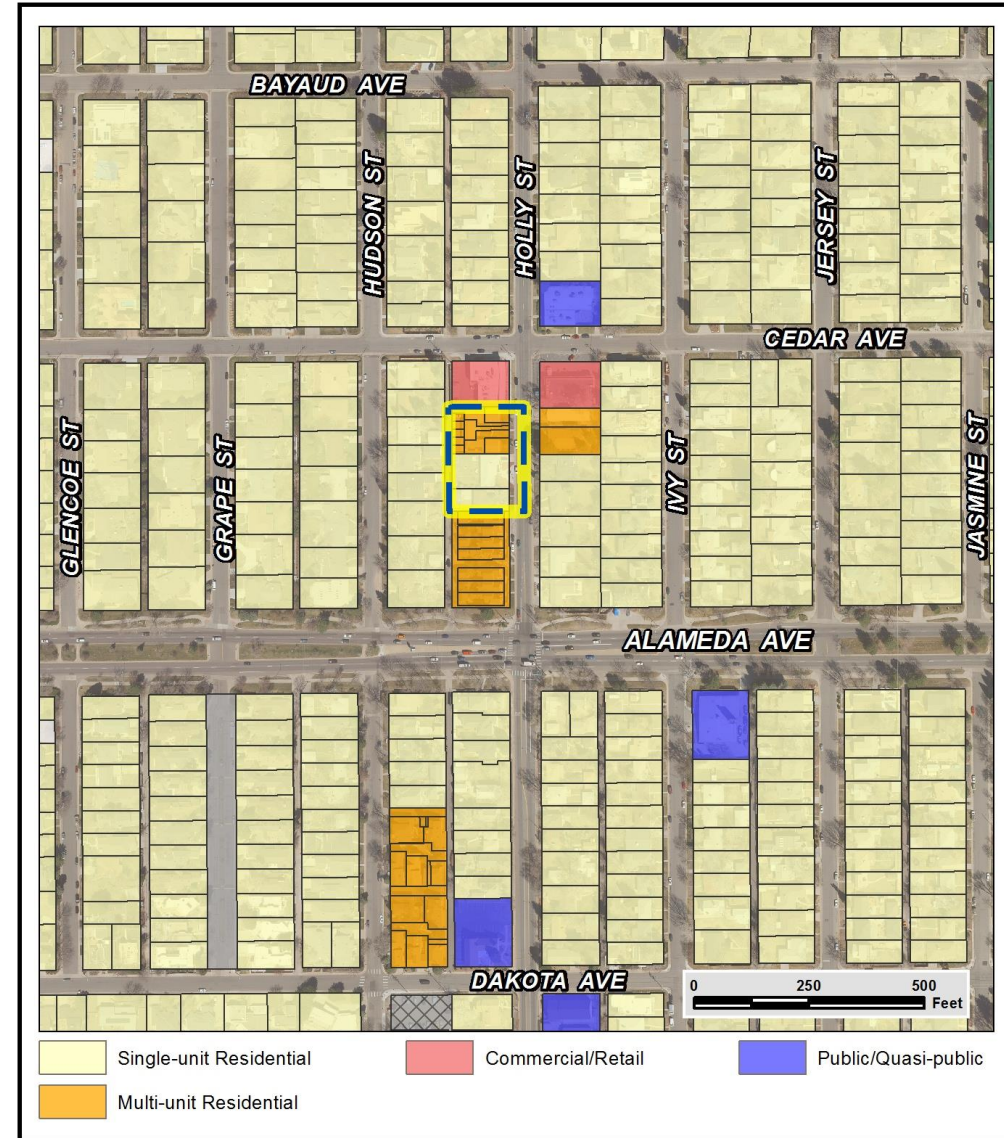 BAYAUD AVE
HUDSON ST
HOLLY ST
JERSEY ST
CEDAR AVE
GLENCOE ST
GRAPE ST
IVY ST
JASMINE ST
ALAMEDA AVE
DAKOTA AVE
0 250 500
Feet
Single-unit Residential
Commercial/Retail
Public/Quasi-public
Multi-unit Residential